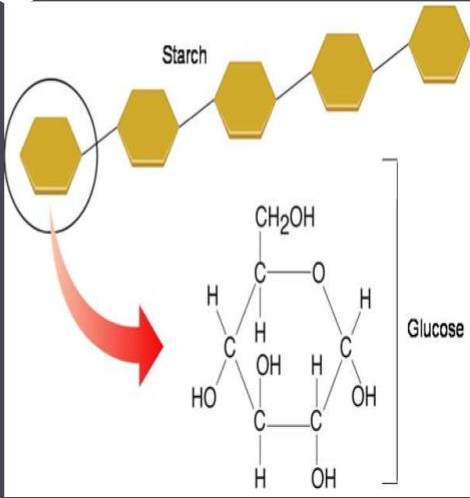 Starch
CH2OH
C O
H H
H
C OH H C
HO OH
C C
H OH
Glucose